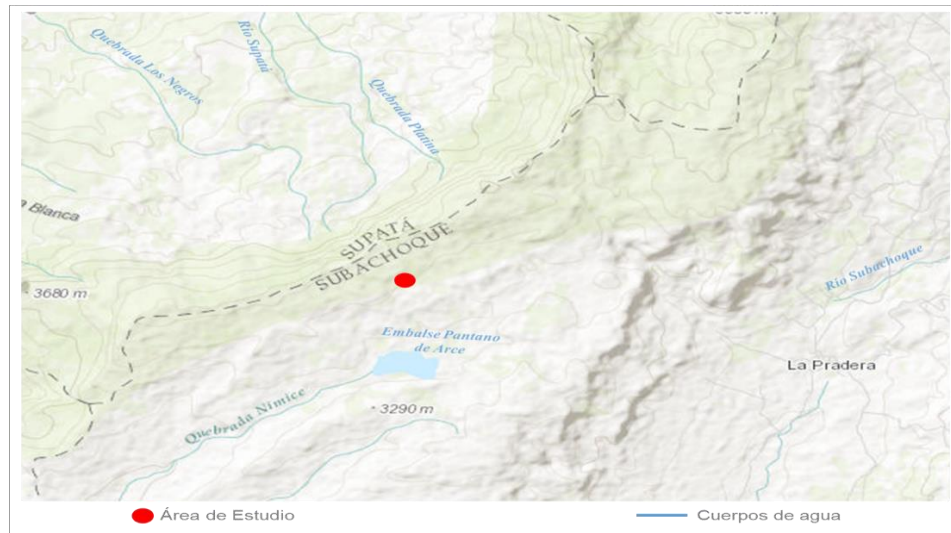 Quebrada Los Negros
Río Supatá
Quebrada Platina
Blanca
3680 m
SUPATÁ
SUBACHOQUE
Río Subachoque
Embalse Pantano
de Arce
La Pradera
Quebrada Nimice
3290 m
Área de Estudio
Cuerpos de agua